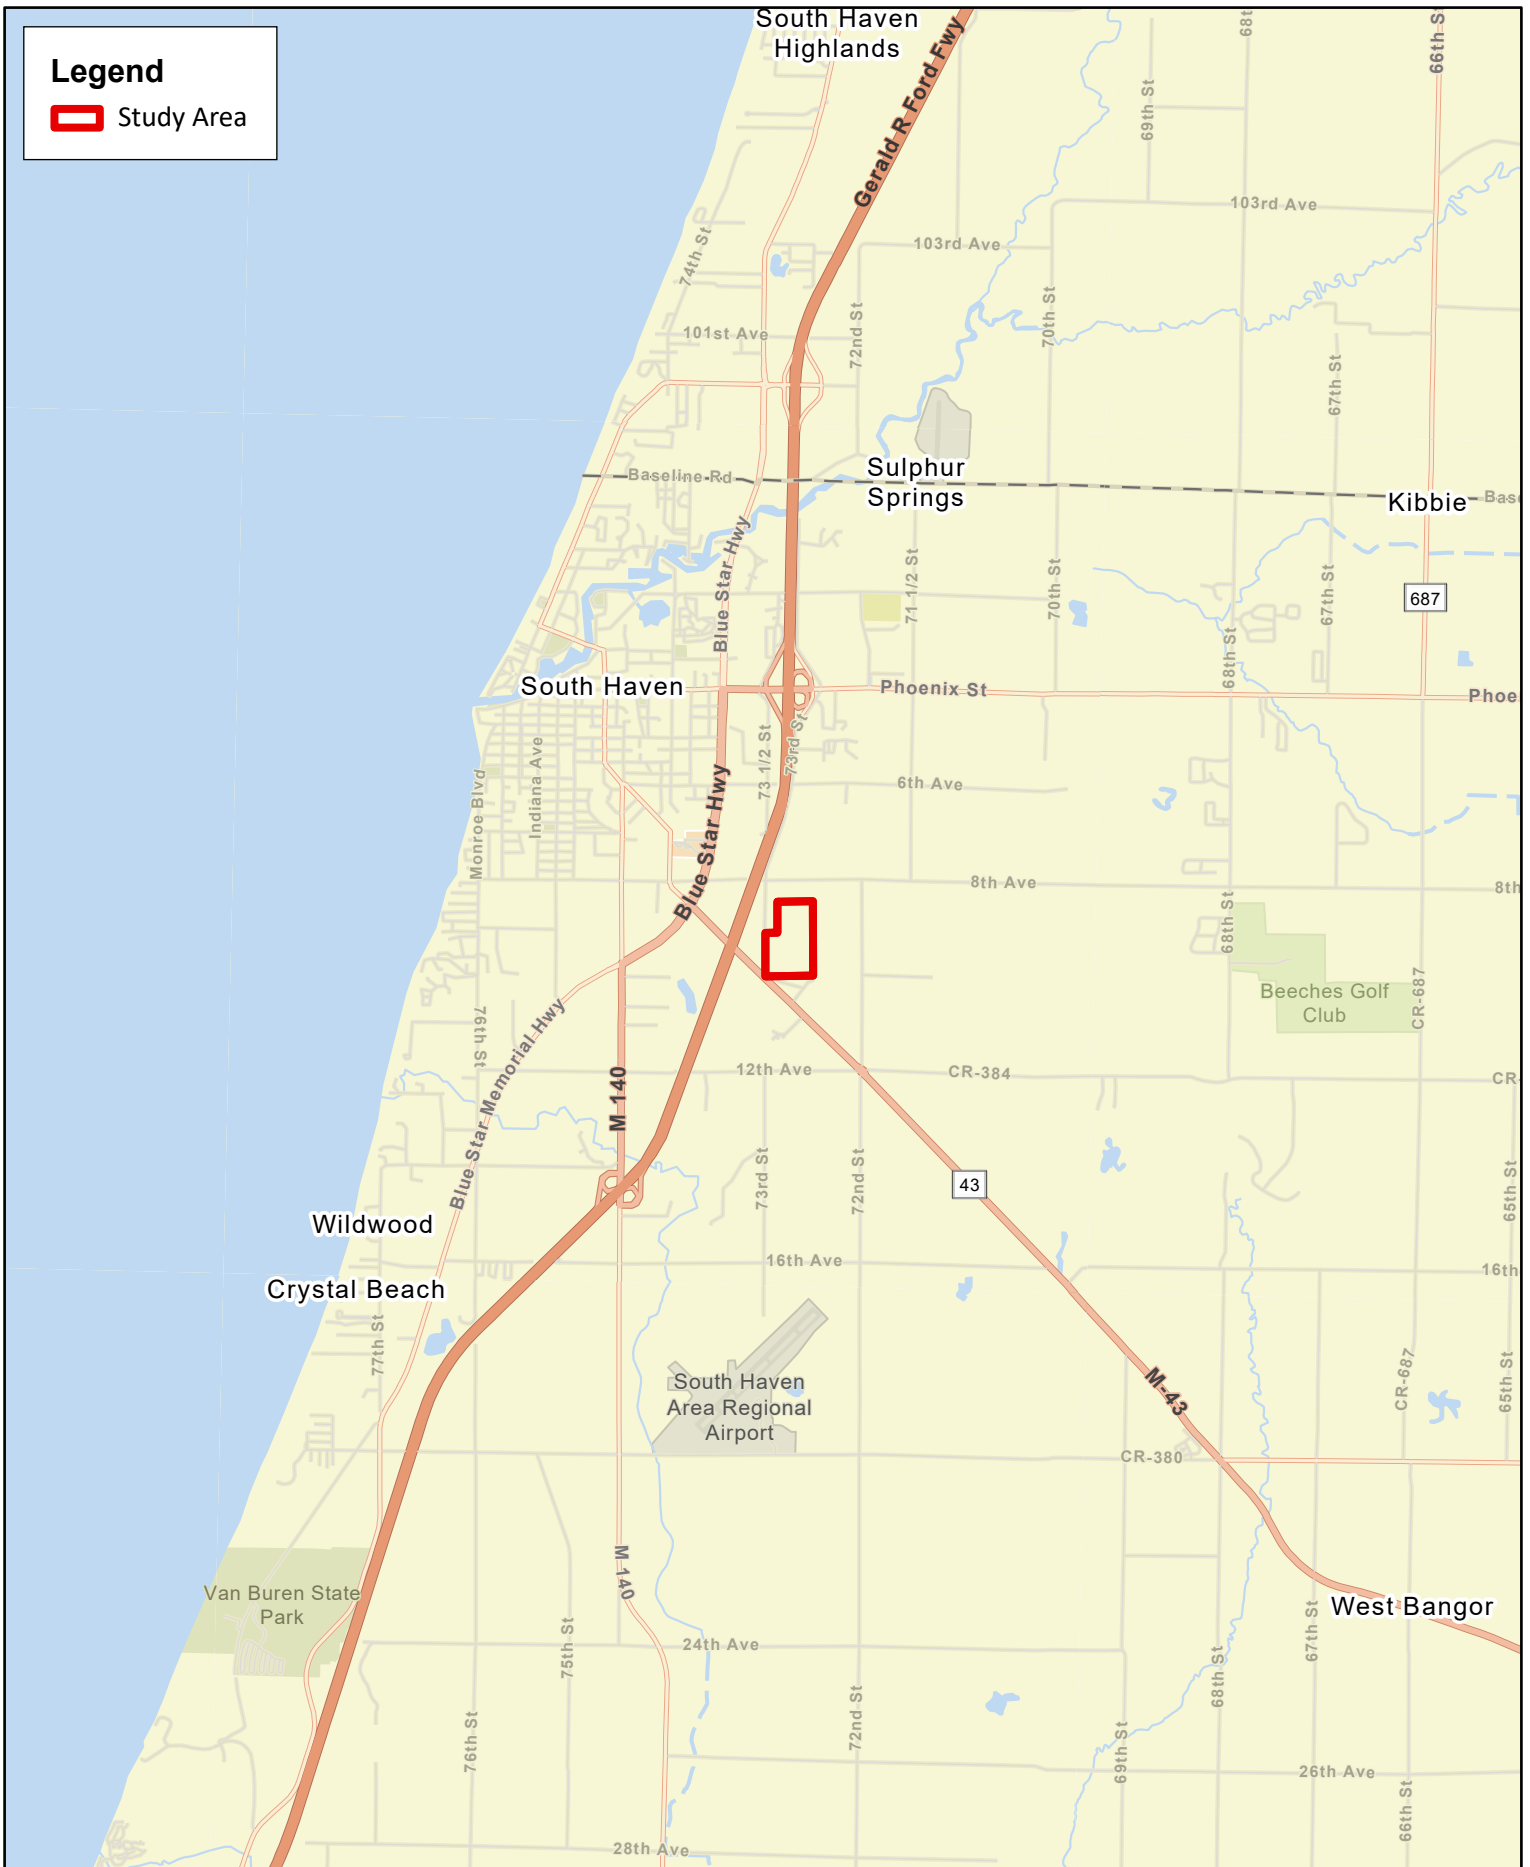 Legend
Study Area
South Haven
Highlands
Gerald R Ford Fwy
68t
66th S
69th St
103rd Ave
103rd Ave
74th St
101st Ave
72nd St
70th St
67th St
Baseline Rd
Sulphur
Springs
Kibbie
Base
Blue Star Hwy
71 1/2 St
70th St
67th St
687
68th St
South Haven
Phoenix St
Phoe
73 1/2 St
73rd St
Indiana Ave
Monroe Blvd
Blue Star Hwy
6th Ave
8th Ave
8th
68th St
Beeches Golf
Club
CR-687
76th St
Blue Star Memorial Hwy
M 140
12th Ave
CR-384
CR-
73rd St
72nd St
43
65th St
Wildwood
Crystal Beach
16th Ave
16th
77th St
South Haven
Area Regional
Airport
M-43
CR-687
65th St
CR-380
Van Buren State
Park
M 140
West Bangor
75th St
24th Ave
67th St
68th St
76th St
72nd St
69th St
26th Ave
66th St
28th Ave